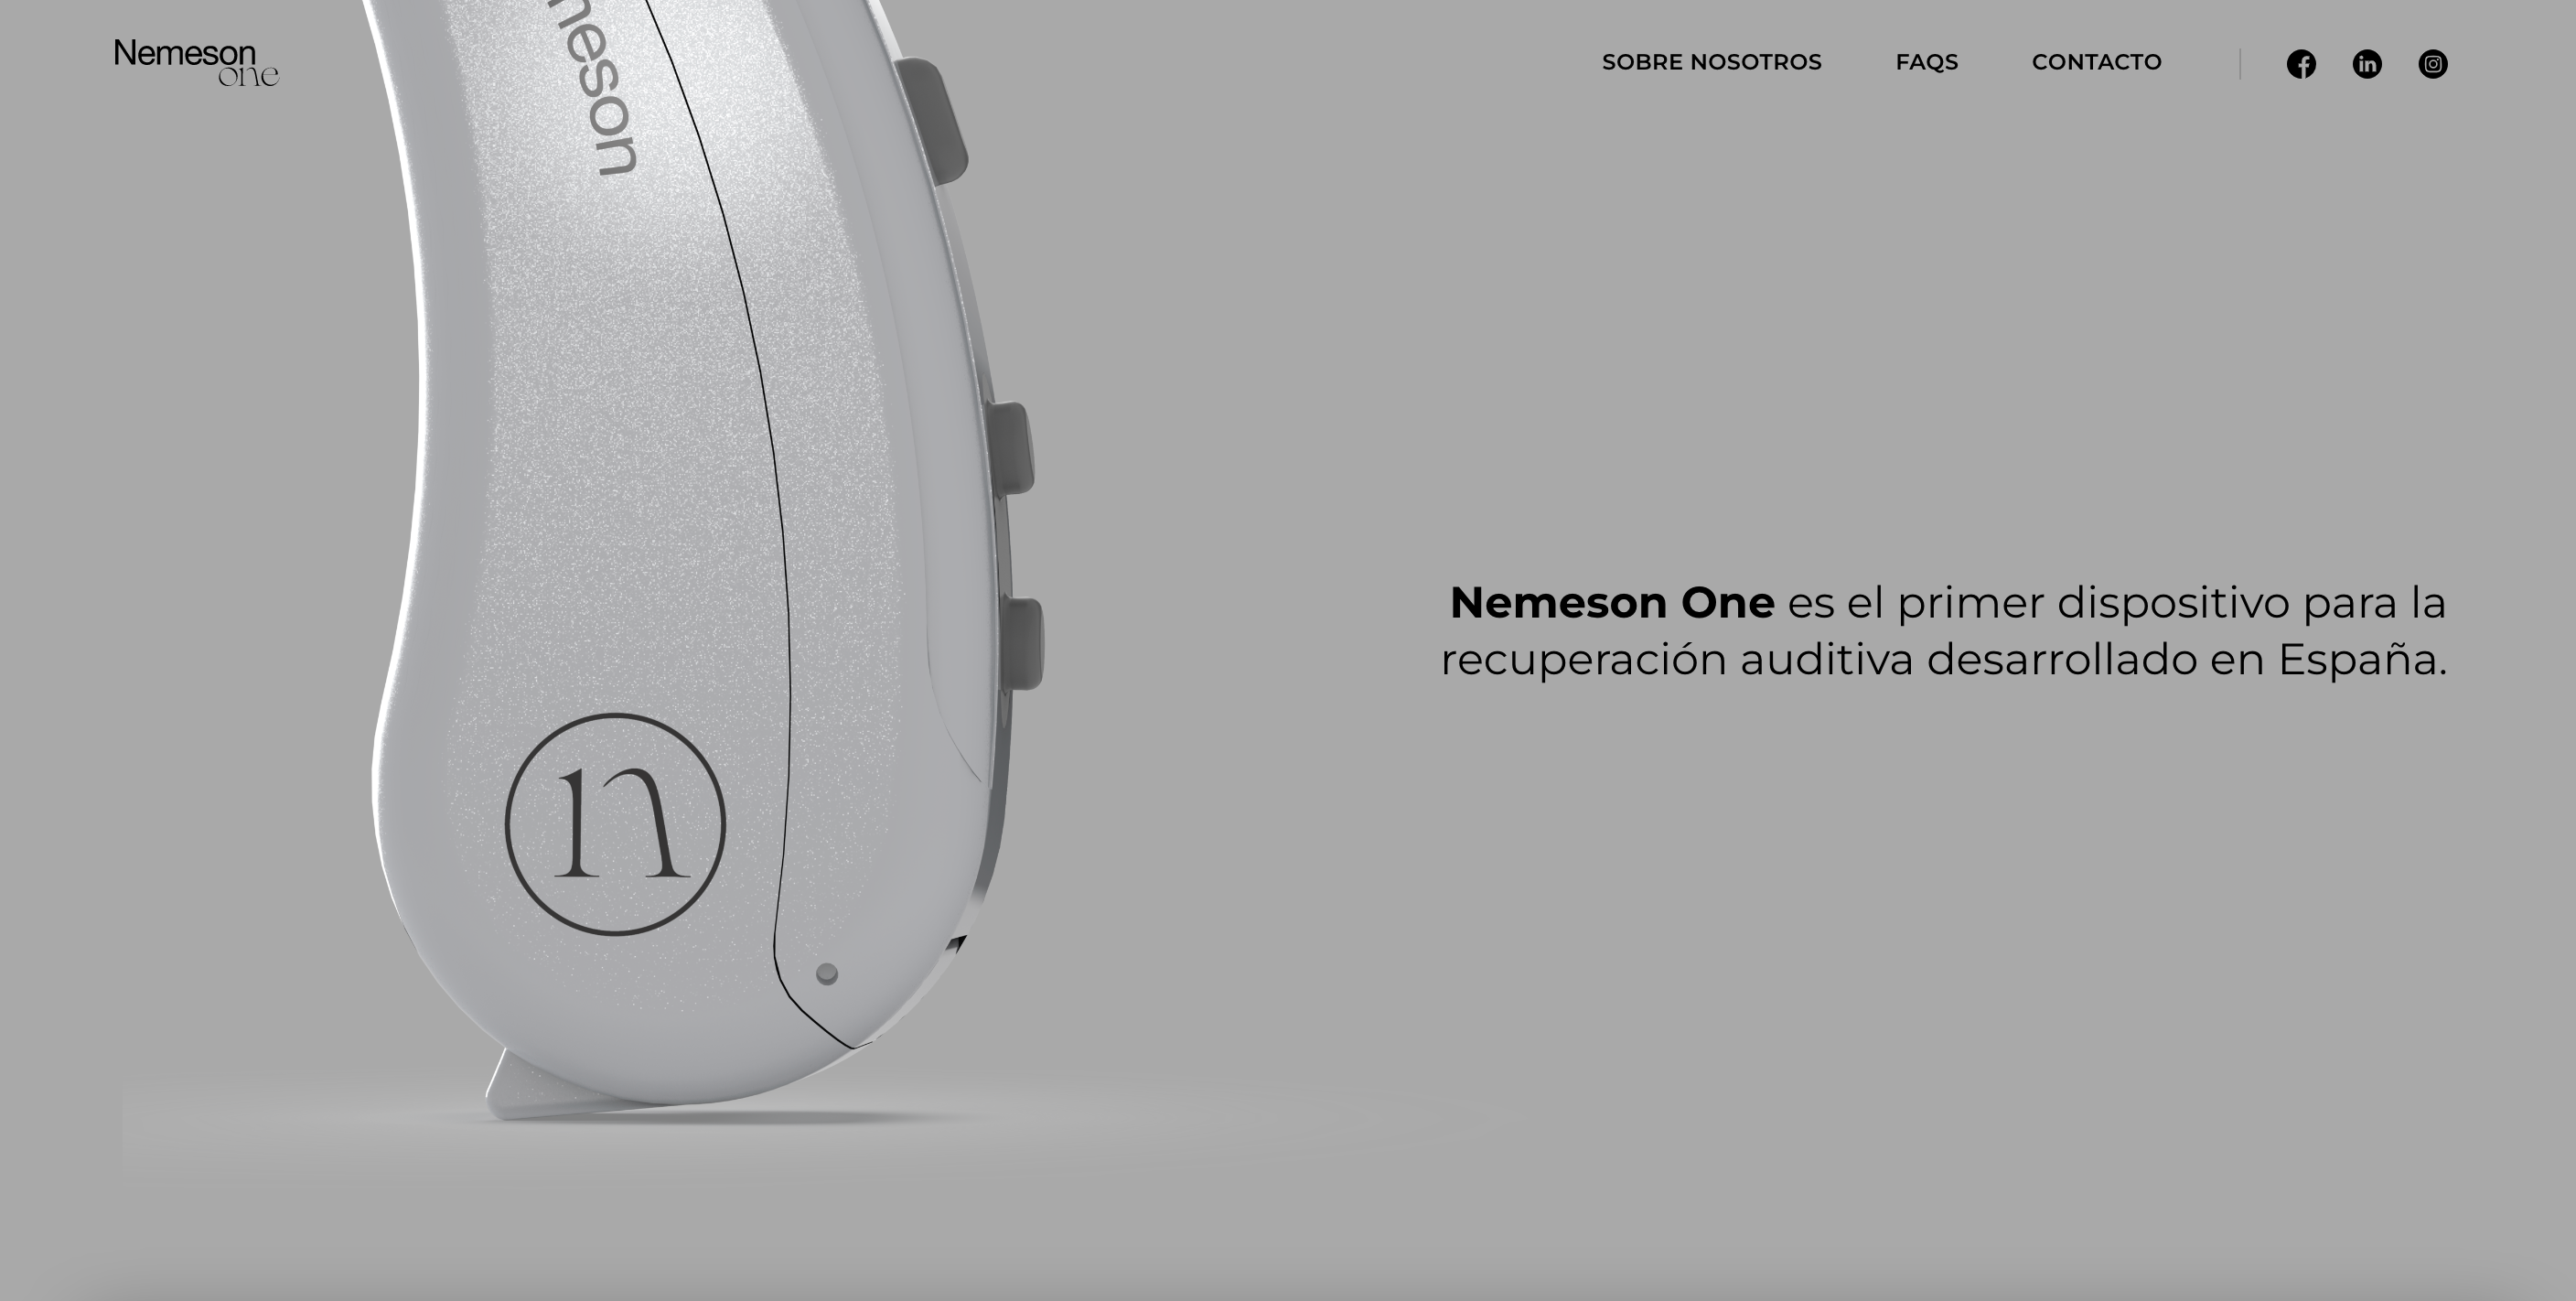 Nemeson
one
SOBRE NOSOTROS
FAQS
CONTACTO
neson
Nemeson One es el primer dispositivo para la
recuperación auditiva desarrollado en España.
n